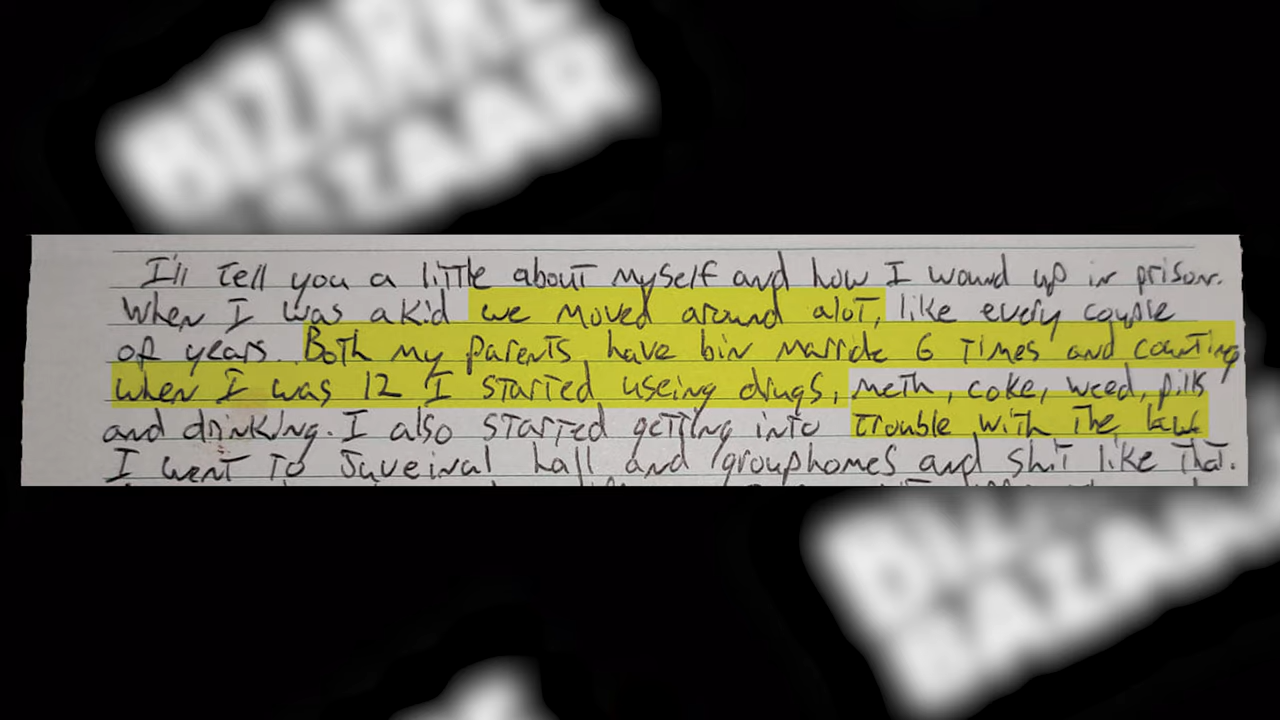 BIZARRE
BAZAAR
I'll tell you a little about myself and how I wound up in prison.
When I was a kid we moved around alot, like every couple
of years. Both my parents have bin marride 6 times and counting
when I was 12 I started useing drugs, meth, coke, weed, pills
and drinking. I also started getting into trouble with the law
I went to Juveinal hall and grouphomes and shit like that.
BAZAAR